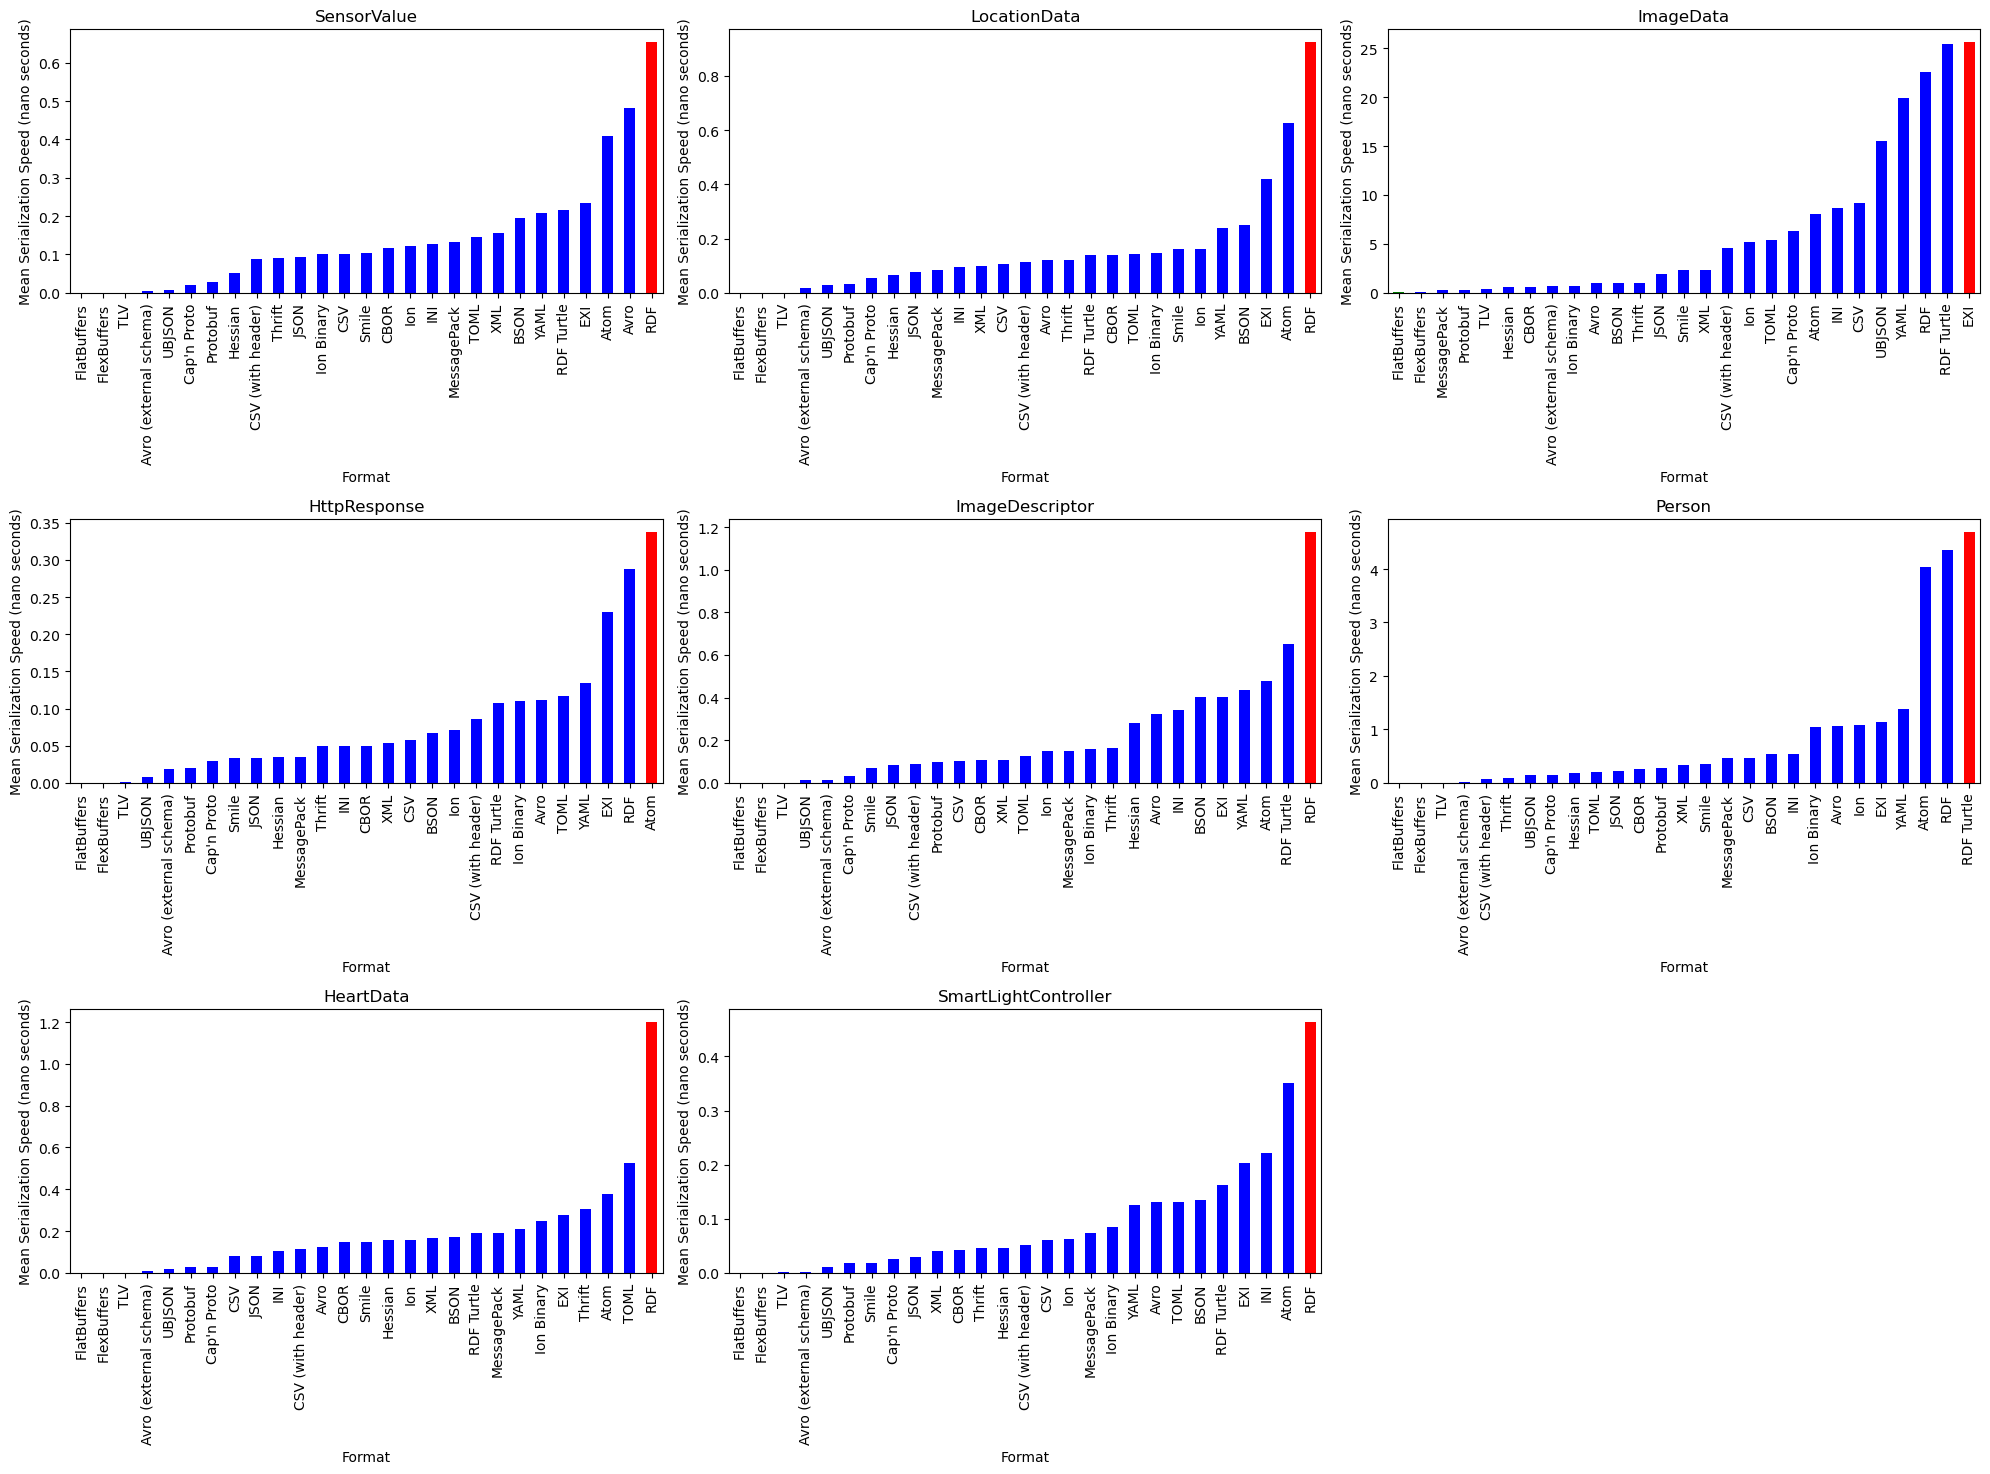 SensorValue
Mean Serialization Speed (nano seconds)
0.6
0.5
0.4
0.3
0.2
0.1
0.0
FlatBuffers
FlexBuffers
TLV
Avro (external schema)
UBJSON
Cap'n Proto
Protobuf
Hessian
CSV (with header)
Thrift
JSON
Ion Binary
CSV
Smile
CBOR
Ion
INI
MessagePack
TOML
XML
BSON
YAML
RDF Turtle
EXI
Atom
Avro
RDF
Format
LocationData
Mean Serialization Speed (nano seconds)
0.8
0.6
0.4
0.2
0.0
FlatBuffers
FlexBuffers
TLV
Avro (external schema)
UBJSON
Protobuf
Cap'n Proto
Hessian
JSON
MessagePack
INI
XML
CSV
CSV (with header)
Avro
Thrift
RDF Turtle
CBOR
TOML
Ion Binary
Smile
Ion
YAML
BSON
EXI
Atom
RDF
Format
ImageData
Mean Serialization Speed (nano seconds)
25
20
15
10
5
0
FlatBuffers
FlexBuffers
MessagePack
Protobuf
TLV
Hessian
CBOR
Avro (external schema)
Ion Binary
Avro
BSON
Thrift
JSON
Smile
XML
CSV (with header)
Ion
TOML
Cap'n Proto
Atom
INI
CSV
UBJSON
YAML
RDF
RDF Turtle
EXI
Format
HttpResponse
Mean Serialization Speed (nano seconds)
0.35
0.30
0.25
0.20
0.15
0.10
0.05
0.00
FlatBuffers
FlexBuffers
TLV
UBJSON
Avro (external schema)
Protobuf
Cap'n Proto
Smile
JSON
Hessian
MessagePack
Thrift
INI
CBOR
XML
CSV
BSON
Ion
CSV (with header)
RDF Turtle
Ion Binary
Avro
TOML
YAML
EXI
RDF
Atom
Format
ImageDescriptor
Mean Serialization Speed (nano seconds)
1.2
1.0
0.8
0.6
0.4
0.2
0.0
FlatBuffers
FlexBuffers
TLV
UBJSON
Avro (external schema)
Cap'n Proto
Smile
JSON
CSV (with header)
Protobuf
CSV
CBOR
XML
TOML
Ion
MessagePack
Ion Binary
Thrift
Hessian
Avro
INI
BSON
EXI
YAML
Atom
RDF Turtle
RDF
Format
Person
Mean Serialization Speed (nano seconds)
4
3
2
1
0
FlatBuffers
FlexBuffers
TLV
Avro (external schema)
CSV (with header)
Thrift
UBJSON
Cap'n Proto
Hessian
TOML
JSON
CBOR
Protobuf
XML
Smile
MessagePack
CSV
BSON
INI
Ion Binary
Avro
Ion
EXI
YAML
Atom
RDF
RDF Turtle
Format
HeartData
Mean Serialization Speed (nano seconds)
1.2
1.0
0.8
0.6
0.4
0.2
0.0
FlatBuffers
FlexBuffers
TLV
Avro (external schema)
UBJSON
Protobuf
Cap'n Proto
CSV
JSON
INI
CSV (with header)
Avro
CBOR
Smile
Hessian
Ion
XML
BSON
RDF Turtle
MessagePack
YAML
Ion Binary
EXI
Thrift
Atom
TOML
RDF
Format
SmartLightController
Mean Serialization Speed (nano seconds)
0.4
0.3
0.2
0.1
0.0
FlatBuffers
FlexBuffers
TLV
Avro (external schema)
UBJSON
Protobuf
Smile
Cap'n Proto
JSON
XML
CBOR
Thrift
Hessian
CSV (with header)
CSV
Ion
MessagePack
Ion Binary
YAML
Avro
TOML
BSON
RDF Turtle
EXI
INI
Atom
RDF
Format